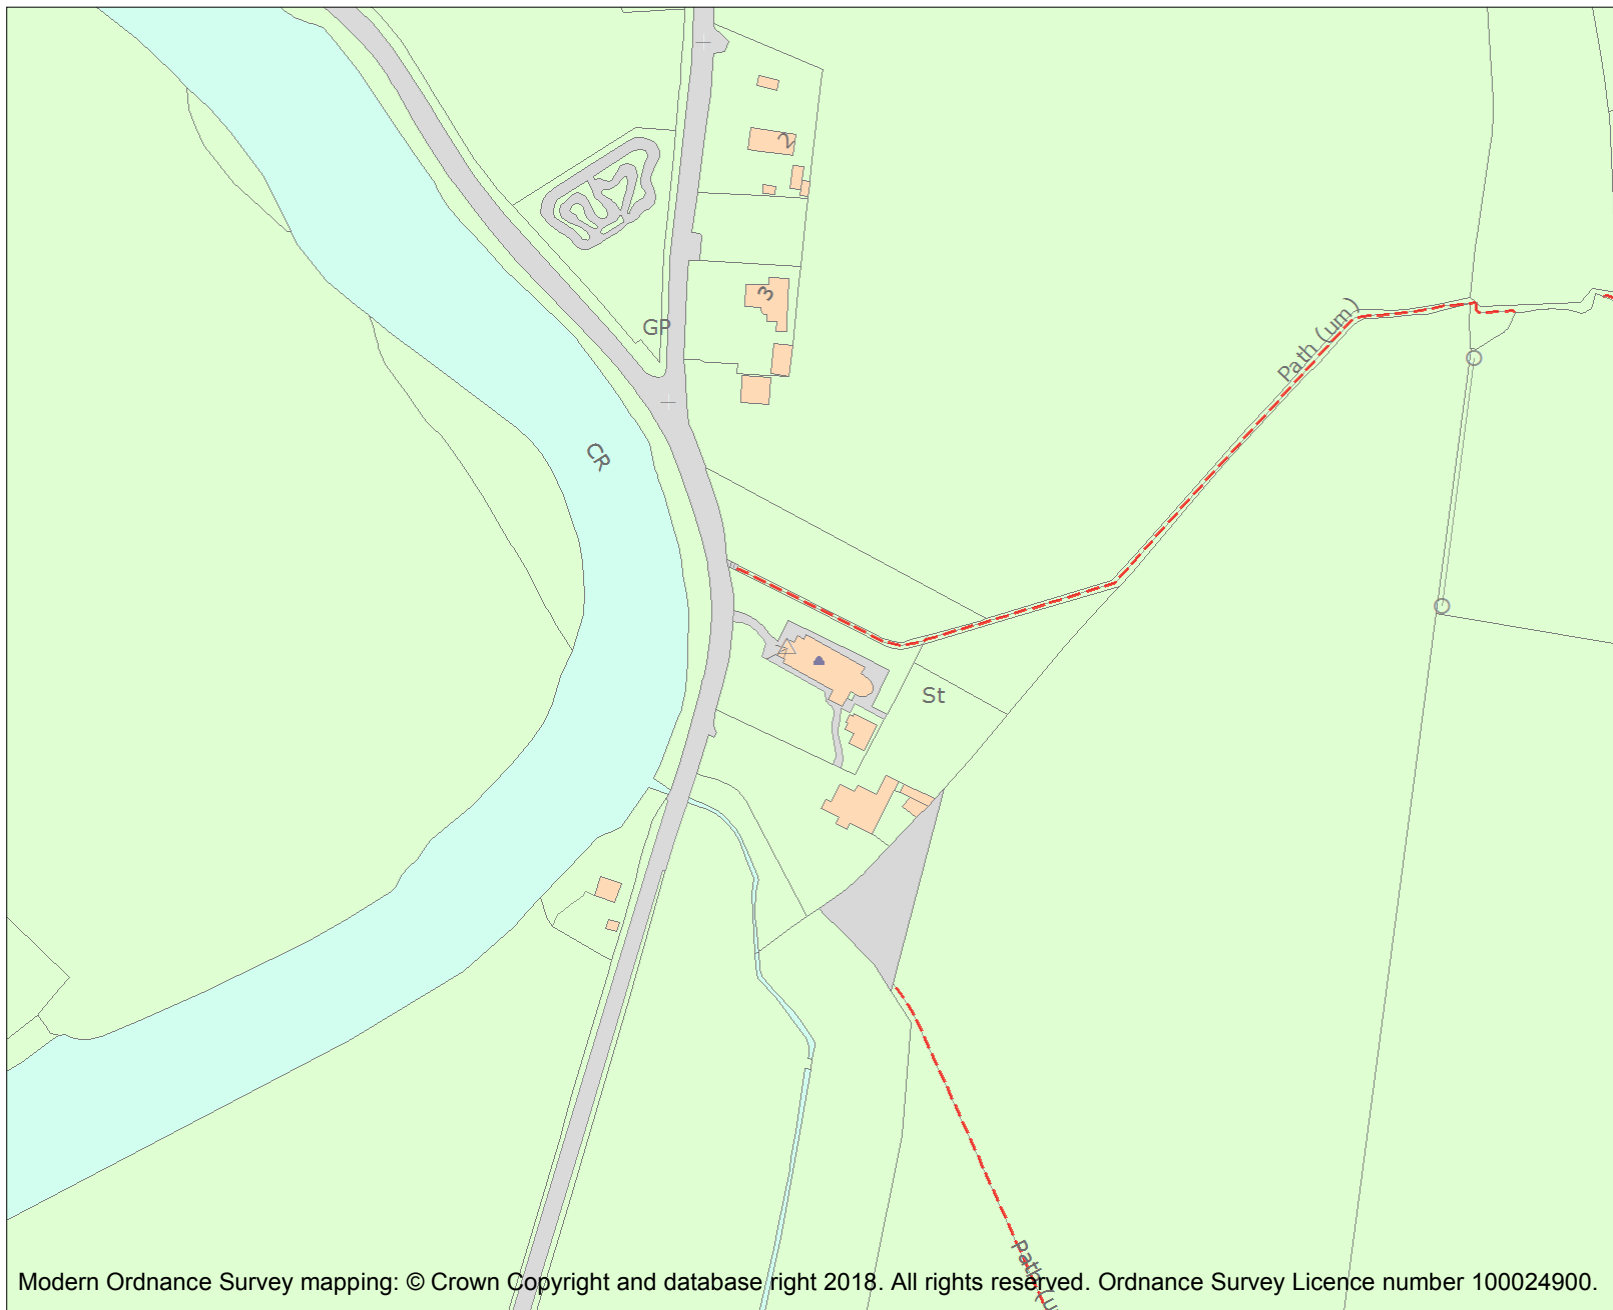 2
3
GP
Path (um)
CR
St
Path (u
Modern Ordnance Survey mapping: © Crown Copyright and database right 2018. All rights reserved. Ordnance Survey Licence number 100024900.